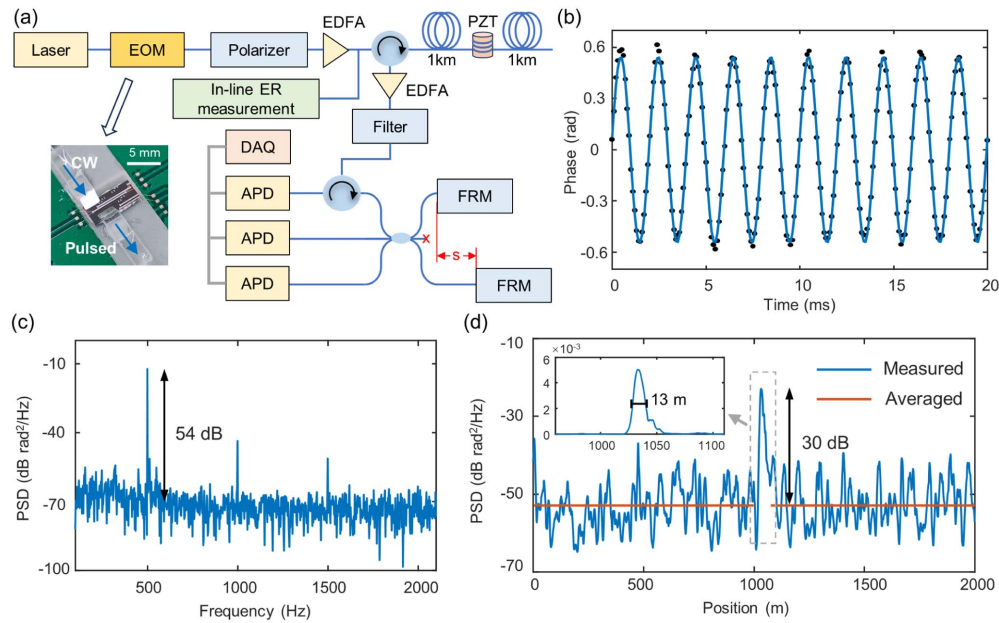 (a)
Laser
EOM
Polarizer
EDFA
1km
PZT
1km
In-line ER
measurement
EDFA
Filter
5 mm
CW
Pulsed
DAQ
APD
APD
APD
FRM
x
s
FRM
(b)
Phase (rad)
0.6
0.3
0
-0.3
-0.6
0
5
10
15
20
Time (ms)
(c)
PSD (dB rad²/Hz)
-10
-40
-70
-100
54 dB
500
1000
1500
2000
Frequency (Hz)
(d)
PSD (dB rad²/Hz)
-10
-30
-50
-70
×10⁻³
6
4
2
0
13 m
1000
1050
1100
Measured
Averaged
30 dB
0
500
1000
1500
2000
Position (m)